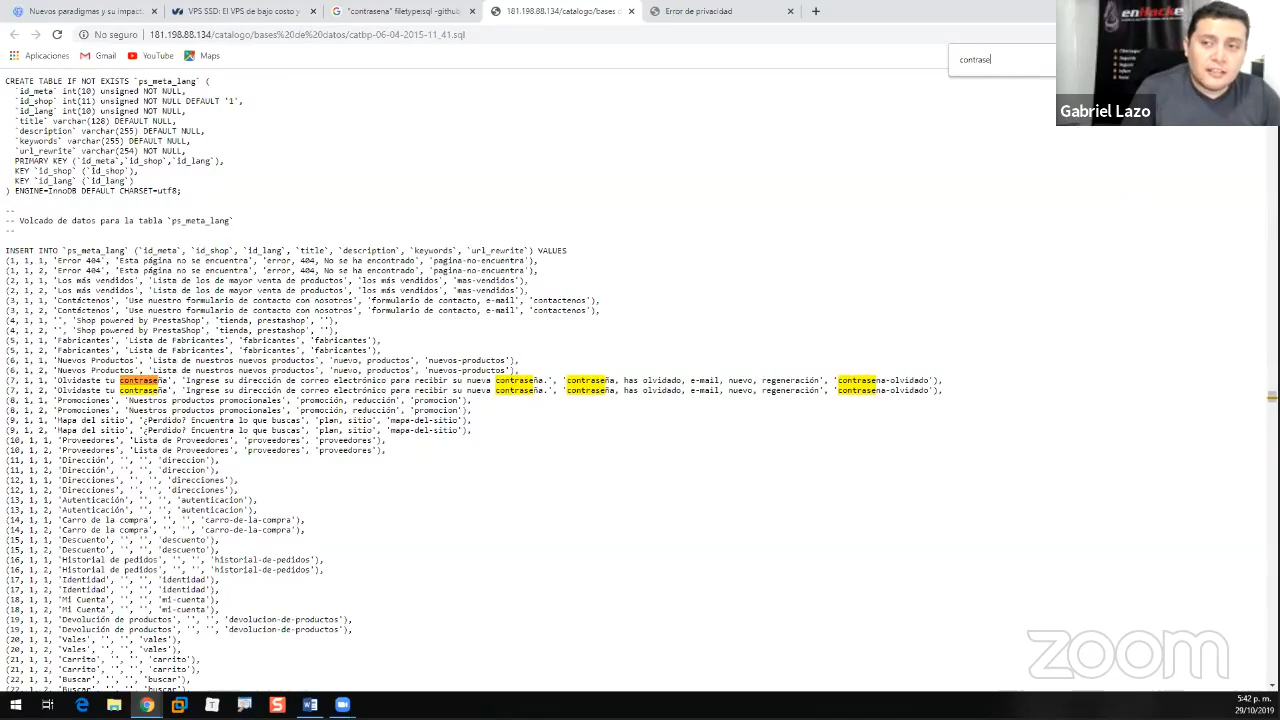 Nuevas paradigmas y su impacto
VPS SSD: El VPS de bajo costo y
"contrasena" filetype:sql -github
181.198.88.134/catalogo/bases d
Error de privacidad
No seguro
181.198.88.134/catalogo/bases%20de%20datos/catbp-06-04-2015-11_41.sql
Aplicaciones
Gmail
YouTube
Maps
contrase
enHacke
Gabriel Lazo
CREATE TABLE IF NOT EXISTS `ps_meta_lang` (
`id_meta` int(10) unsigned NOT NULL,
`id_shop` int(11) unsigned NOT NULL DEFAULT '1',
`id_lang` int(10) unsigned NOT NULL,
`title` varchar(128) DEFAULT NULL,
`description` varchar(255) DEFAULT NULL,
`keywords` varchar(255) DEFAULT NULL,
`url_rewrite` varchar(254) NOT NULL,
PRIMARY KEY (`id_meta`,`id_shop`,`id_lang`),
KEY `id_shop` (`id_shop`),
KEY `id_lang` (`id_lang`)
) ENGINE=InnoDB DEFAULT CHARSET=utf8;
--
-- Volcado de datos para la tabla `ps_meta_lang`
--
INSERT INTO `ps_meta_lang` (`id_meta`, `id_shop`, `id_lang`, `title`, `description`, `keywords`, `url_rewrite`) VALUES
(1, 1, 1, 'Error 404', 'Esta página no se encuentra', 'error, 404, No se ha encontrado', 'pagina-no-encuentra'),
(1, 1, 2, 'Error 404', 'Esta página no se encuentra', 'error, 404, No se ha encontrado', 'pagina-no-encuentra'),
(2, 1, 1, 'Los más vendidos', 'Lista de los de mayor venta de productos', 'los más vendidos', 'mas-vendidos'),
(2, 1, 2, 'Los más vendidos', 'Lista de los de mayor venta de productos', 'los más vendidos', 'mas-vendidos'),
(3, 1, 1, 'Contáctenos', 'Use nuestro formulario de contacto con nosotros', 'formulario de contacto, e-mail', 'contactenos'),
(3, 1, 2, 'Contáctenos', 'Use nuestro formulario de contacto con nosotros', 'formulario de contacto, e-mail', 'contactenos'),
(4, 1, 1, '', 'Shop powered by PrestaShop', 'tienda, prestashop', ''),
(4, 1, 2, '', 'Shop powered by PrestaShop', 'tienda, prestashop', ''),
(5, 1, 1, 'Fabricantes', 'Lista de Fabricantes', 'fabricantes', 'fabricantes'),
(5, 1, 2, 'Fabricantes', 'Lista de Fabricantes', 'fabricantes', 'fabricantes'),
(6, 1, 1, 'Nuevos Productos', 'Lista de nuestros nuevos productos', 'nuevo, productos', 'nuevos-productos'),
(6, 1, 2, 'Nuevos Productos', 'Lista de nuestros nuevos productos', 'nuevo, productos', 'nuevos-productos'),
(7, 1, 1, 'Olvidaste tu contraseña', 'Ingrese su dirección de correo electrónico para recibir su nueva contraseña.', 'contraseña, has olvidado, e-mail, nuevo, regeneración', 'contrasena-olvidado'),
(7, 1, 2, 'Olvidaste tu contraseña', 'Ingrese su dirección de correo electrónico para recibir su nueva contraseña.', 'contraseña, has olvidado, e-mail, nuevo, regeneración', 'contrasena-olvidado'),
(8, 1, 1, 'Promociones', 'Nuestros productos promocionales', 'promoción, reducción', 'promocion'),
(8, 1, 2, 'Promociones', 'Nuestros productos promocionales', 'promoción, reducción', 'promocion'),
(9, 1, 1, 'Mapa del sitio', '¿Perdido? Encuentra lo que buscas', 'plan, sitio', 'mapa-del-sitio'),
(9, 1, 2, 'Mapa del sitio', '¿Perdido? Encuentra lo que buscas', 'plan, sitio', 'mapa-del-sitio'),
(10, 1, 1, 'Proveedores', 'Lista de Proveedores', 'proveedores', 'proveedores'),
(10, 1, 2, 'Proveedores', 'Lista de Proveedores', 'proveedores', 'proveedores'),
(11, 1, 1, 'Dirección', '', '', 'direccion'),
(11, 1, 2, 'Dirección', '', '', 'direccion'),
(12, 1, 1, 'Direcciones', '', '', 'direcciones'),
(12, 1, 2, 'Direcciones', '', '', 'direcciones'),
(13, 1, 1, 'Autenticación', '', '', 'autenticacion'),
(13, 1, 2, 'Autenticación', '', '', 'autenticacion'),
(14, 1, 1, 'Carro de la compra', '', '', 'carro-de-la-compra'),
(14, 1, 2, 'Carro de la compra', '', '', 'carro-de-la-compra'),
(15, 1, 1, 'Descuento', '', '', 'descuento'),
(15, 1, 2, 'Descuento', '', '', 'descuento'),
(16, 1, 1, 'Historial de pedidos', '', '', 'historial-de-pedidos'),
(16, 1, 2, 'Historial de pedidos', '', '', 'historial-de-pedidos'),
(17, 1, 1, 'Identidad', '', '', 'identidad'),
(17, 1, 2, 'Identidad', '', '', 'identidad'),
(18, 1, 1, 'Mi Cuenta', '', '', 'mi-cuenta'),
(18, 1, 2, 'Mi Cuenta', '', '', 'mi-cuenta'),
(19, 1, 1, 'Devolución de productos', '', '', 'devolucion-de-productos'),
(19, 1, 2, 'Devolución de productos', '', '', 'devolucion-de-productos'),
(20, 1, 1, 'Vales', '', '', 'vales'),
(20, 1, 2, 'Vales', '', '', 'vales'),
(21, 1, 1, 'Carrito', '', '', 'carrito'),
(21, 1, 2, 'Carrito', '', '', 'carrito'),
(22, 1, 1, 'Buscar', '', '', 'buscar'),
(22, 1, 2, 'Buscar', '', '', 'buscar'),
zoom
5:42 p. m.
29/10/2019